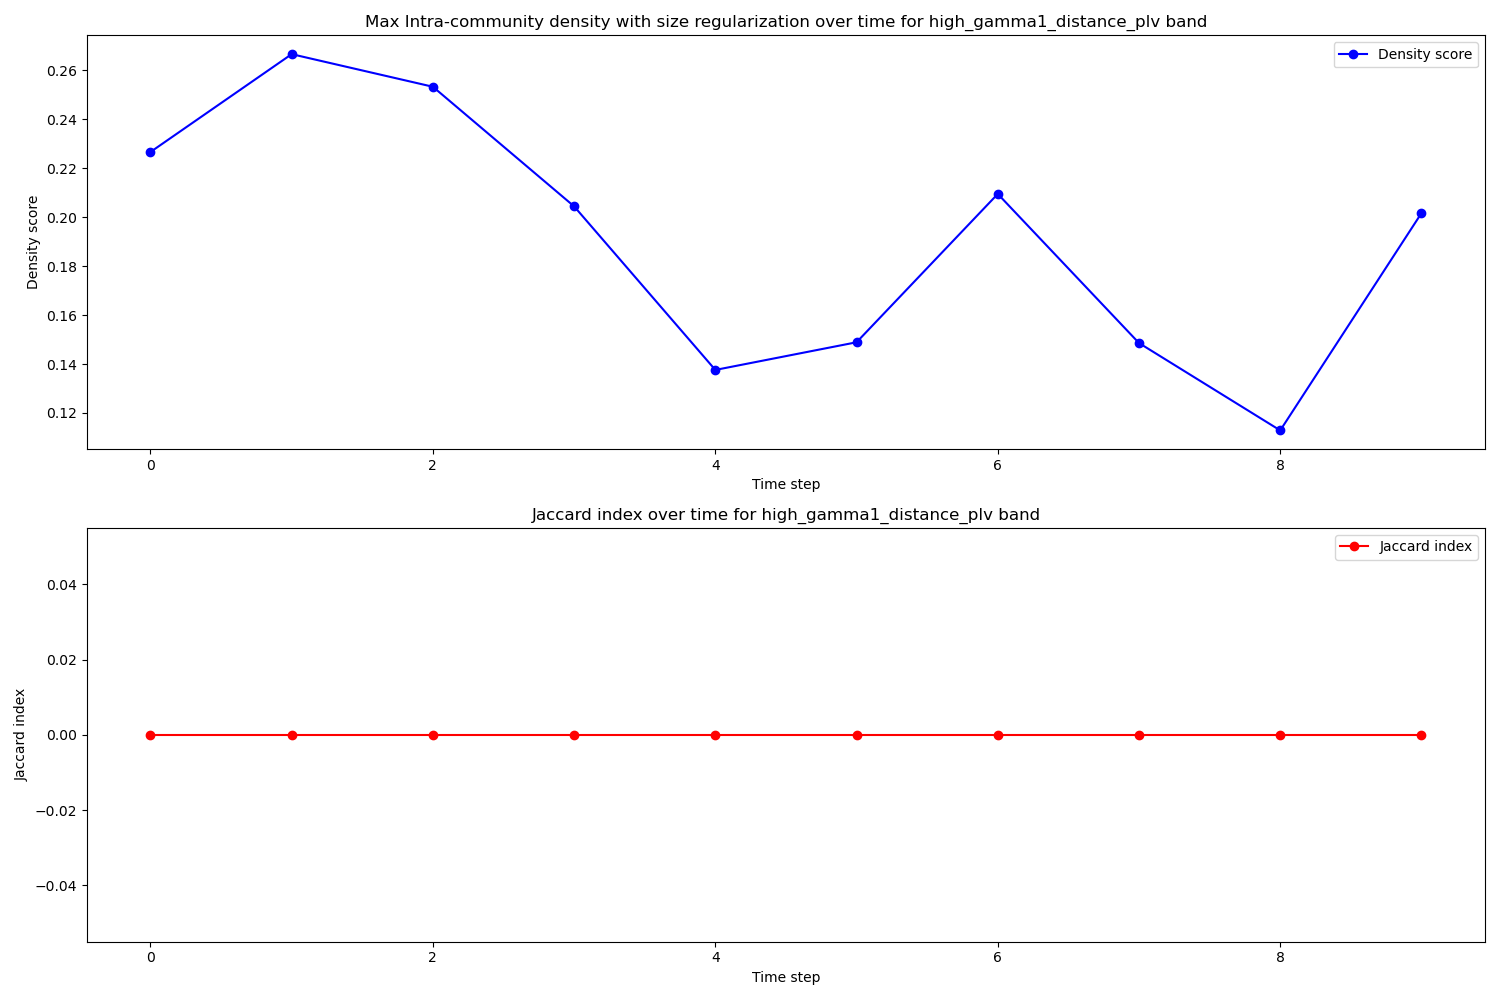 Max Intra-community density with size regularization over time for high_gamma1_distance_plv band
Density score
0.26
0.24
0.22
0.20
0.18
0.16
0.14
0.12
Density score
0 2 4 6 8
Time step
Jaccard index over time for high_gamma1_distance_plv band
Jaccard index
0.04
0.02
0.00
−0.02
−0.04
Jaccard index
0 2 4 6 8
Time step